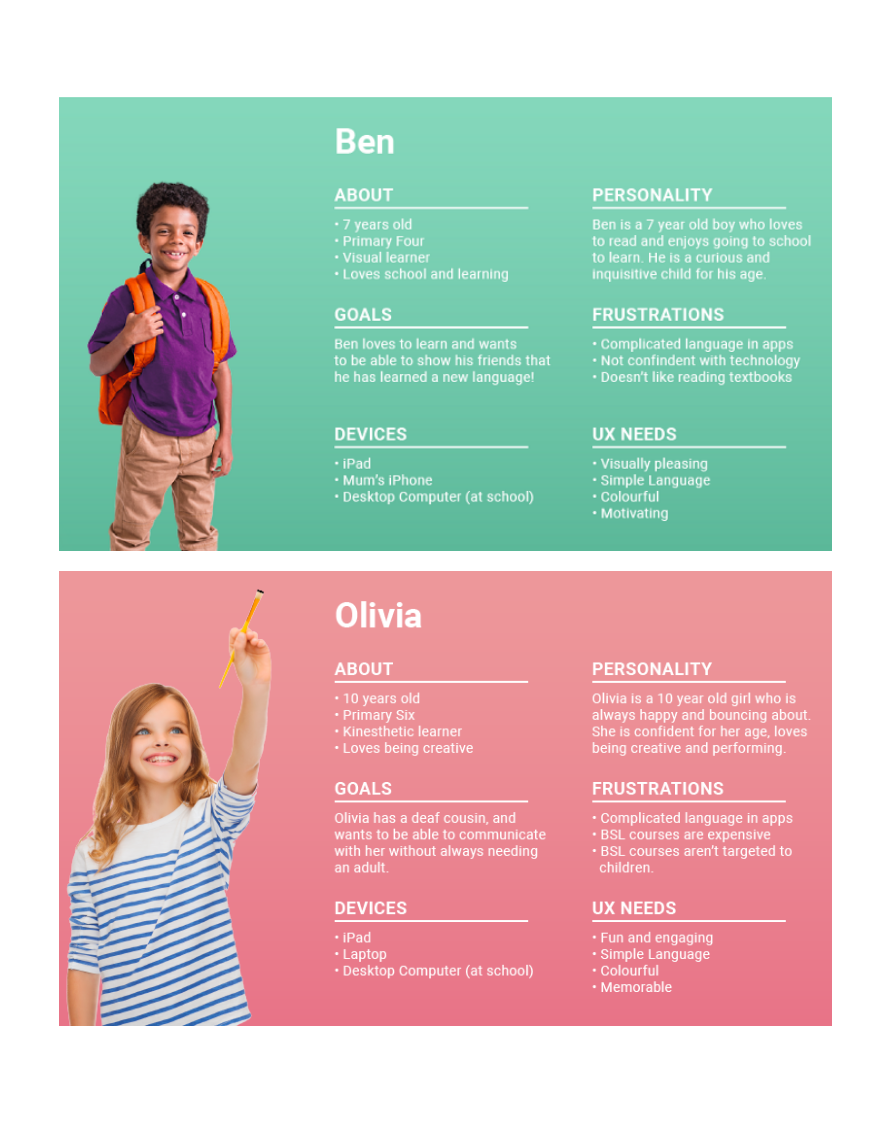 Ben
ABOUT
• 7 years old
• Primary Four
• Visual learner
• Loves school and learning
PERSONALITY
Ben is a 7 year old boy who loves
to read and enjoys going to school
to learn. He is a curious and
inquisitive child for his age.
GOALS
Ben loves to learn and wants
to be able to show his friends that
he has learned a new language!
FRUSTRATIONS
• Complicated language in apps
• Not confindent with technology
• Doesn't like reading textbooks
DEVICES
• iPad
• Mum's iPhone
• Desktop Computer (at school)
UX NEEDS
• Visually pleasing
• Simple Language
• Colourful
• Motivating
Olivia
ABOUT
• 10 years old
• Primary Six
• Kinesthetic learner
• Loves being creative
PERSONALITY
Olivia is a 10 year old girl who is
always happy and bouncing about.
She is confident for her age, loves
being creative and performing.
GOALS
Olivia has a deaf cousin, and
wants to be able to communicate
with her without always needing
an adult.
FRUSTRATIONS
• Complicated language in apps
• BSL courses are expensive
• BSL courses aren't targeted to
children.
DEVICES
• iPad
• Laptop
• Desktop Computer (at school)
UX NEEDS
• Fun and engaging
• Simple Language
• Colourful
• Memorable